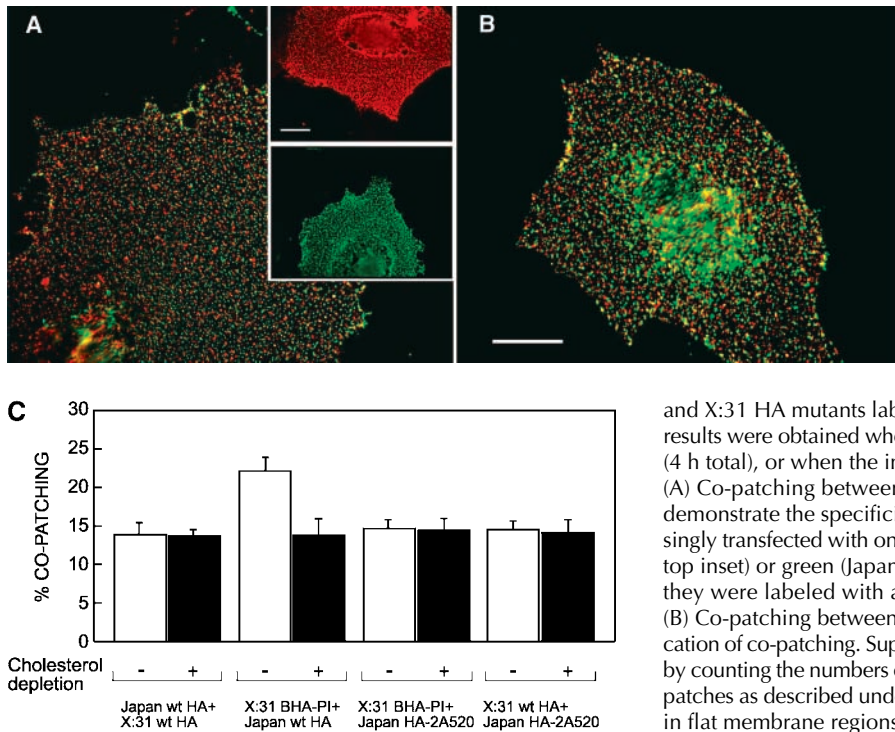 A
B
C
% CO-PATCHING
30
25
20
15
10
5
0
Cholesterol
depletion
- + - + - + - +
Japan wt HA+
X:31 wt HA
X:31 BHA-PI+
Japan wt HA
X:31 BHA-PI+
Japan HA-2A520
X:31 wt HA+
Japan HA-2A520
and X:31 HA mutants lab
results were obtained whe
(4 h total), or when the in
(A) Co-patching between
demonstrate the specifici
singly transfected with on
top inset) or green (Japan
they were labeled with a
(B) Co-patching between
cation of co-patching. Sup
by counting the numbers o
patches as described unde
in flat membrane regions